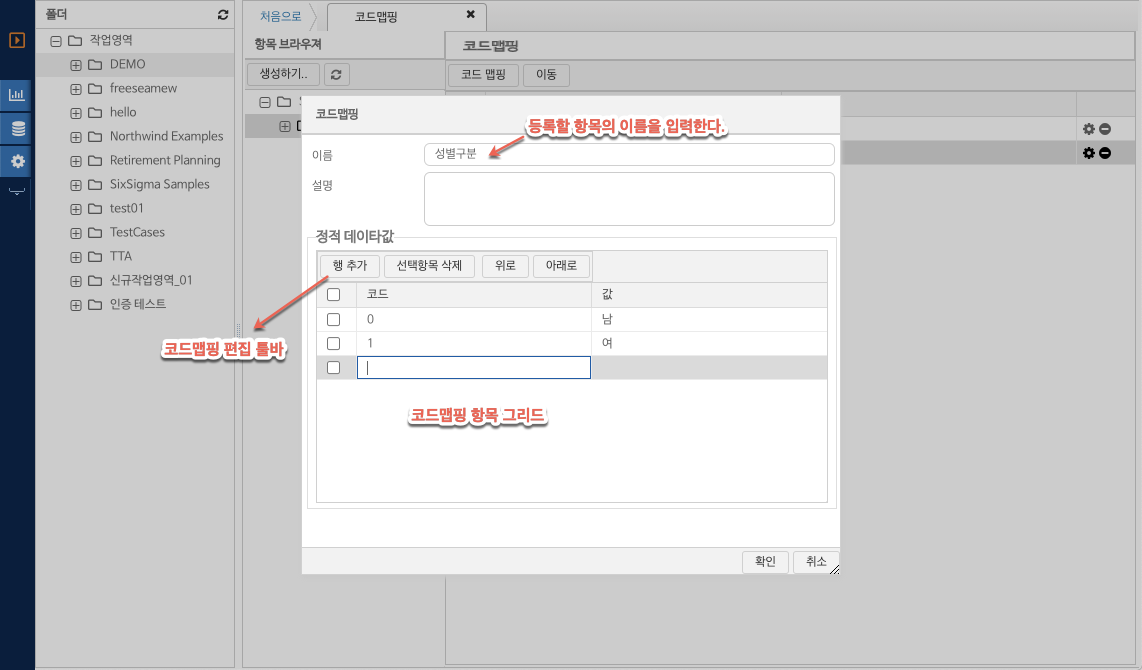 폴더
작업영역
DEMO
freeseamew
hello
Northwind Examples
Retirement Planning
SixSigma Samples
test01
TestCases
TTA
신규작업영역_01
인증 테스트
처음으로
코드맵핑
항목 브라우져
생성하기..
코드맵핑
코드 맵핑 이동
코드맵핑
등록할 항목의 이름을 입력한다.
이름 성별구분
설명
정적 데이타값
행 추가 선택항목 삭제 위로 아래로
코드 값
0 남
1 여
코드맵핑 편집 툴바
코드맵핑 항목 그리드
확인 취소